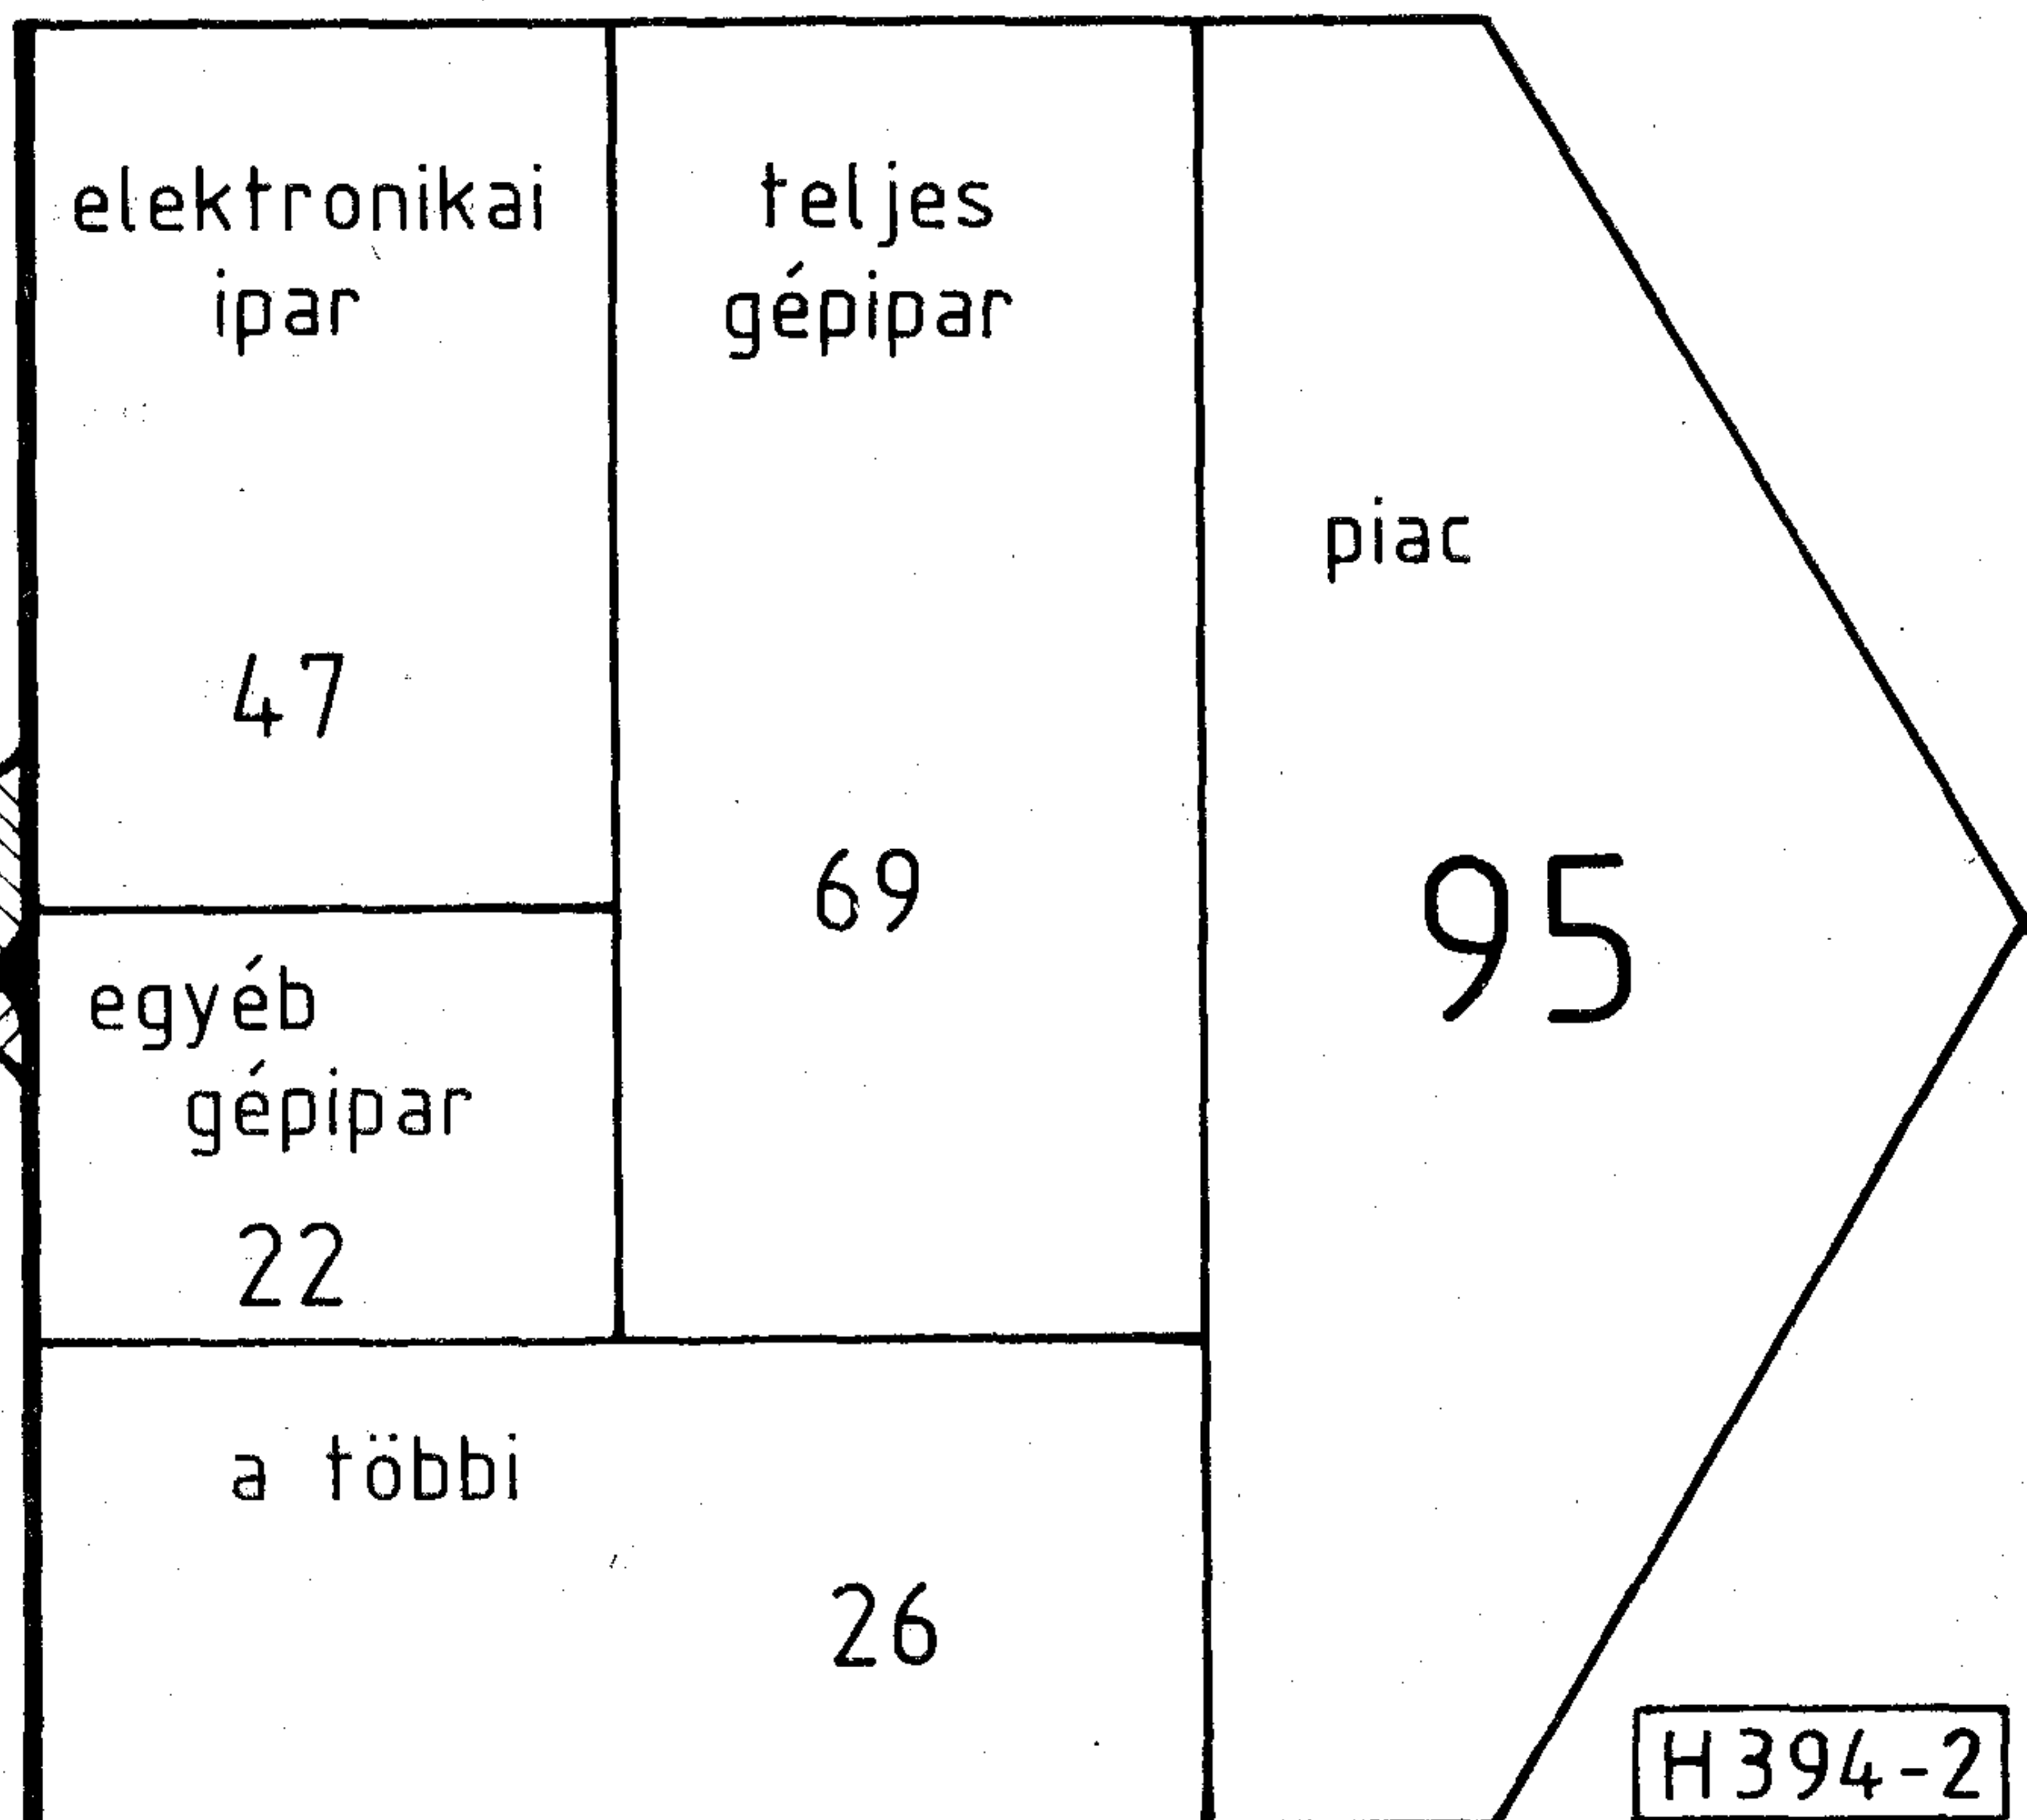 elektronikai
ipar
47
teljes
gépipar
69
piac
95
egyéb
gépipar
22
a többi
26
H394-2